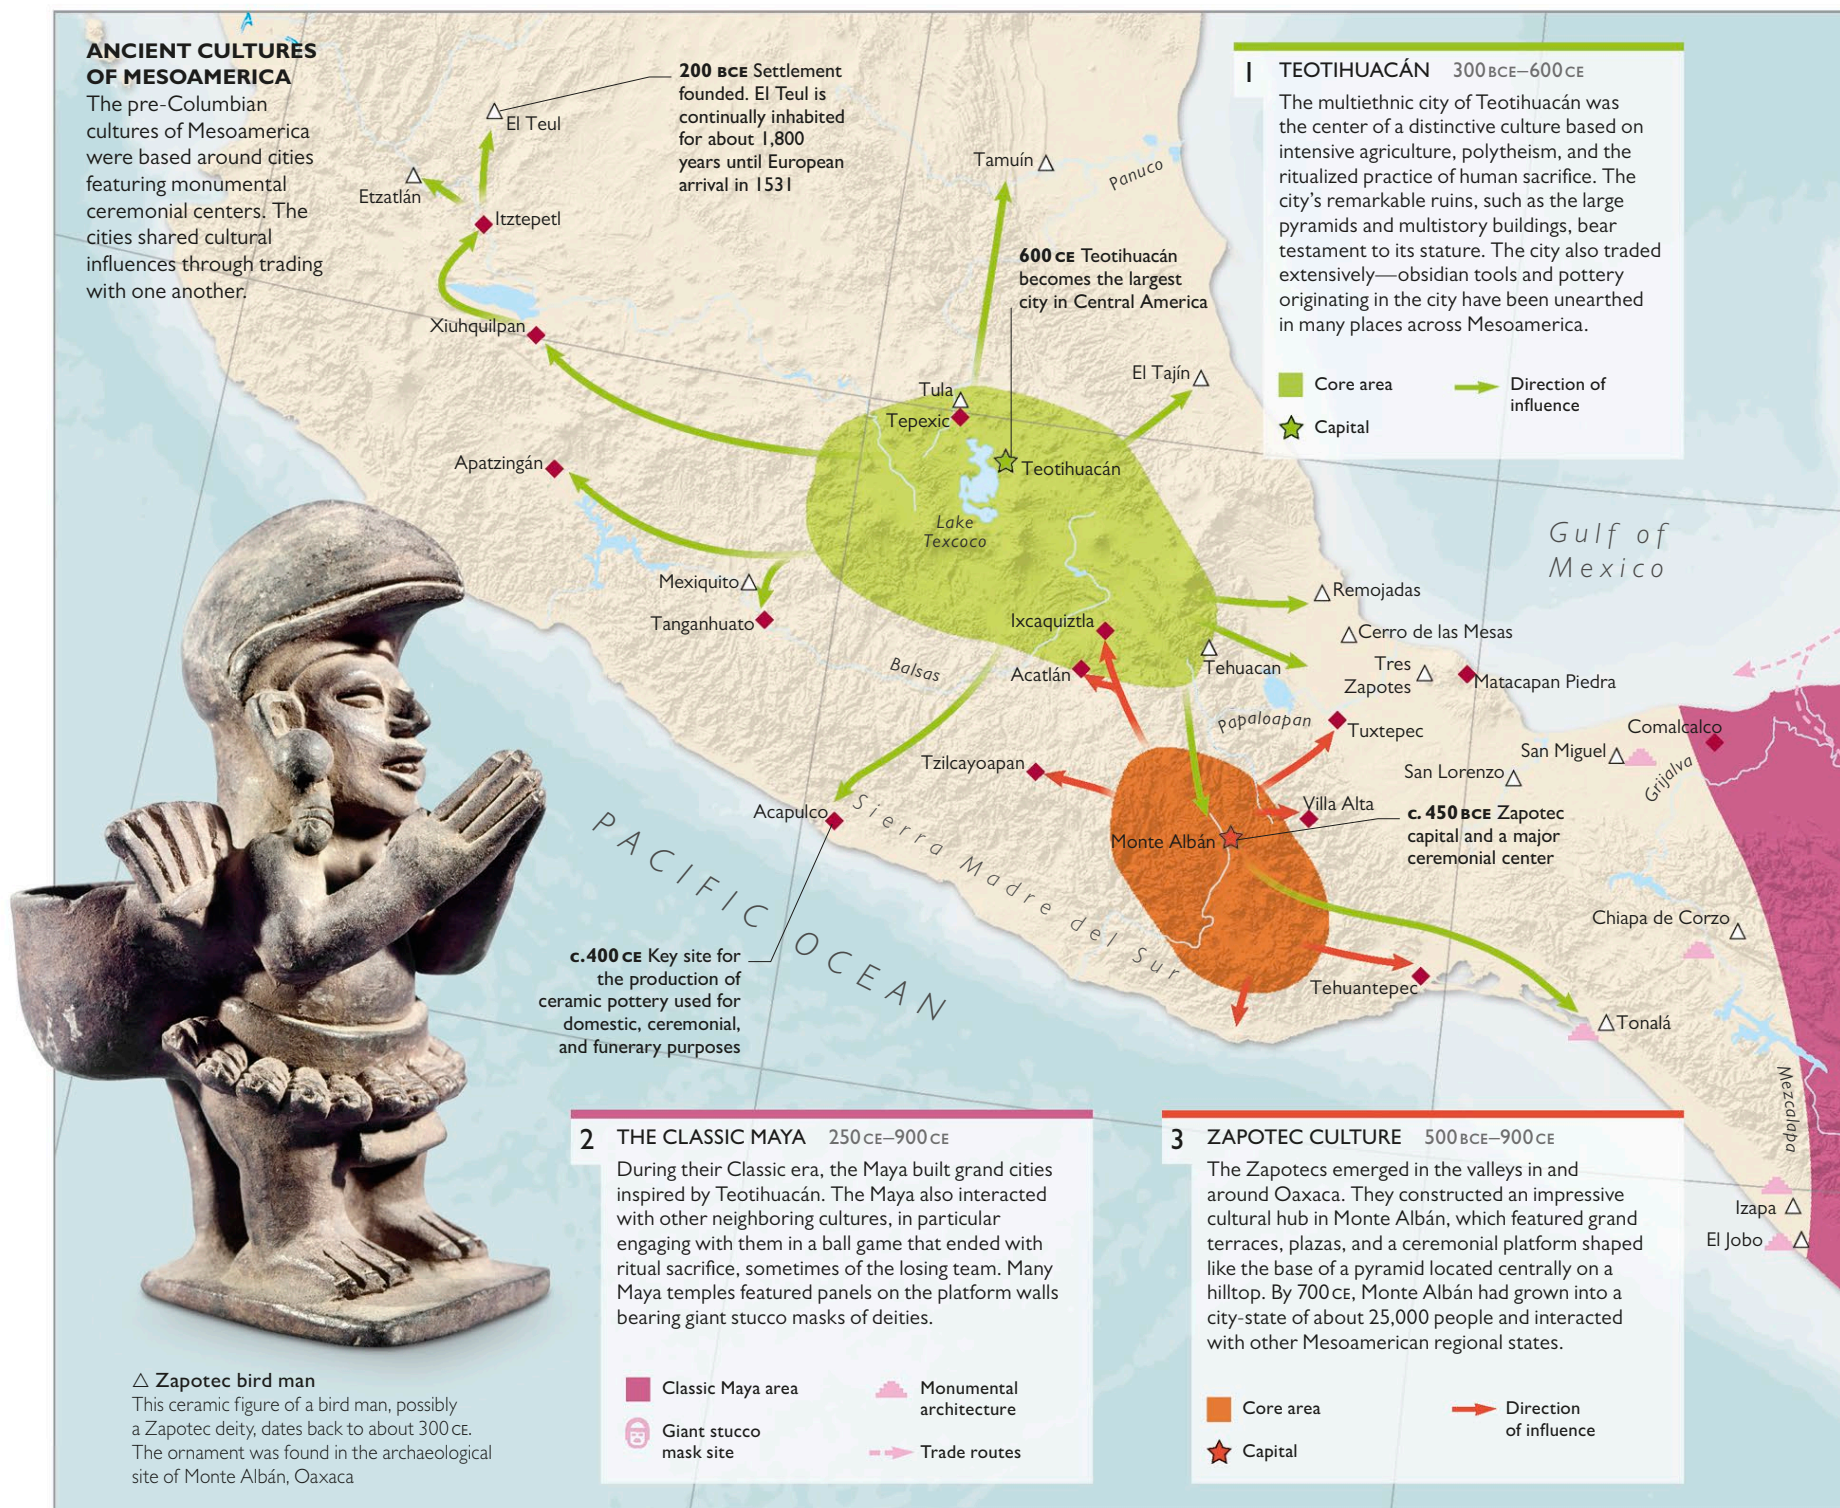 ANCIENT CULTURES
OF MESOAMERICA
The pre-Columbian
cultures of Mesoamerica
were based around cities
featuring monumental
ceremonial centers. The
cities shared cultural
influences through trading
with one another.
200 BCE Settlement
founded. El Teul is
continually inhabited
for about 1,800
years until European
arrival in 1531
El Teul
Etzatlán
Itztepetl
Xiuhquilpan
Tamuín
Panuco
600 CE Teotihuacán
becomes the largest
city in Central America
El Tajín
Tula
Tepexic
Teotihuacán
Lake
Texcoco
Apatzingán
Mexiquito
Tanganhuato
Balsas
Ixcaquiztla
Acatlán
Tehuacan
Remojadas
Cerro de las Mesas
Tres
Zapotes
Matacapan Piedra
Papaloapan
Tuxtepec
Tzilcayoapan
Acapulco
Villa Alta
Monte Albán
c. 450 BCE Zapotec
capital and a major
ceremonial center
San Lorenzo
San Miguel
Comalcalco
Grijalva
Chiapa de Corzo
Tehuantepec
Tonalá
Mezcalapa
Izapa
El Jobo
Gulf of
Mexico
PACIFIC OCEAN
Sierra Madre del Sur
c.400 CE Key site for
the production of
ceramic pottery used for
domestic, ceremonial,
and funerary purposes
1 TEOTIHUACÁN 300 BCE–600 CE
The multiethnic city of Teotihuacán was
the center of a distinctive culture based on
intensive agriculture, polytheism, and the
ritualized practice of human sacrifice. The
city’s remarkable ruins, such as the large
pyramids and multistory buildings, bear
testament to its stature. The city also traded
extensively—obsidian tools and pottery
originating in the city have been unearthed
in many places across Mesoamerica.
Core area
Direction of
influence
Capital
2 THE CLASSIC MAYA 250 CE–900 CE
During their Classic era, the Maya built grand cities
inspired by Teotihuacán. The Maya also interacted
with other neighboring cultures, in particular
engaging with them in a ball game that ended with
ritual sacrifice, sometimes of the losing team. Many
Maya temples featured panels on the platform walls
bearing giant stucco masks of deities.
Classic Maya area
Monumental
architecture
Giant stucco
mask site
Trade routes
3 ZAPOTEC CULTURE 500 BCE–900 CE
The Zapotecs emerged in the valleys in and
around Oaxaca. They constructed an impressive
cultural hub in Monte Albán, which featured grand
terraces, plazas, and a ceremonial platform shaped
like the base of a pyramid located centrally on a
hilltop. By 700 CE, Monte Albán had grown into a
city-state of about 25,000 people and interacted
with other Mesoamerican regional states.
Core area
Direction
of influence
Capital
△ Zapotec bird man
This ceramic figure of a bird man, possibly
a Zapotec deity, dates back to about 300 CE.
The ornament was found in the archaeological
site of Monte Albán, Oaxaca